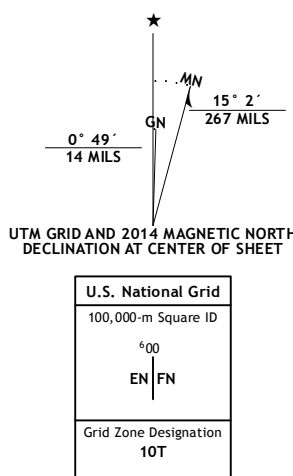 ★
MN
GN
15° 2´
267 MILS
0° 49´
14 MILS
UTM GRID AND 2014 MAGNETIC NORTH
DECLINATION AT CENTER OF SHEET
U.S. National Grid
100,000-m Square ID
⁶00
EN FN
Grid Zone Designation
10T